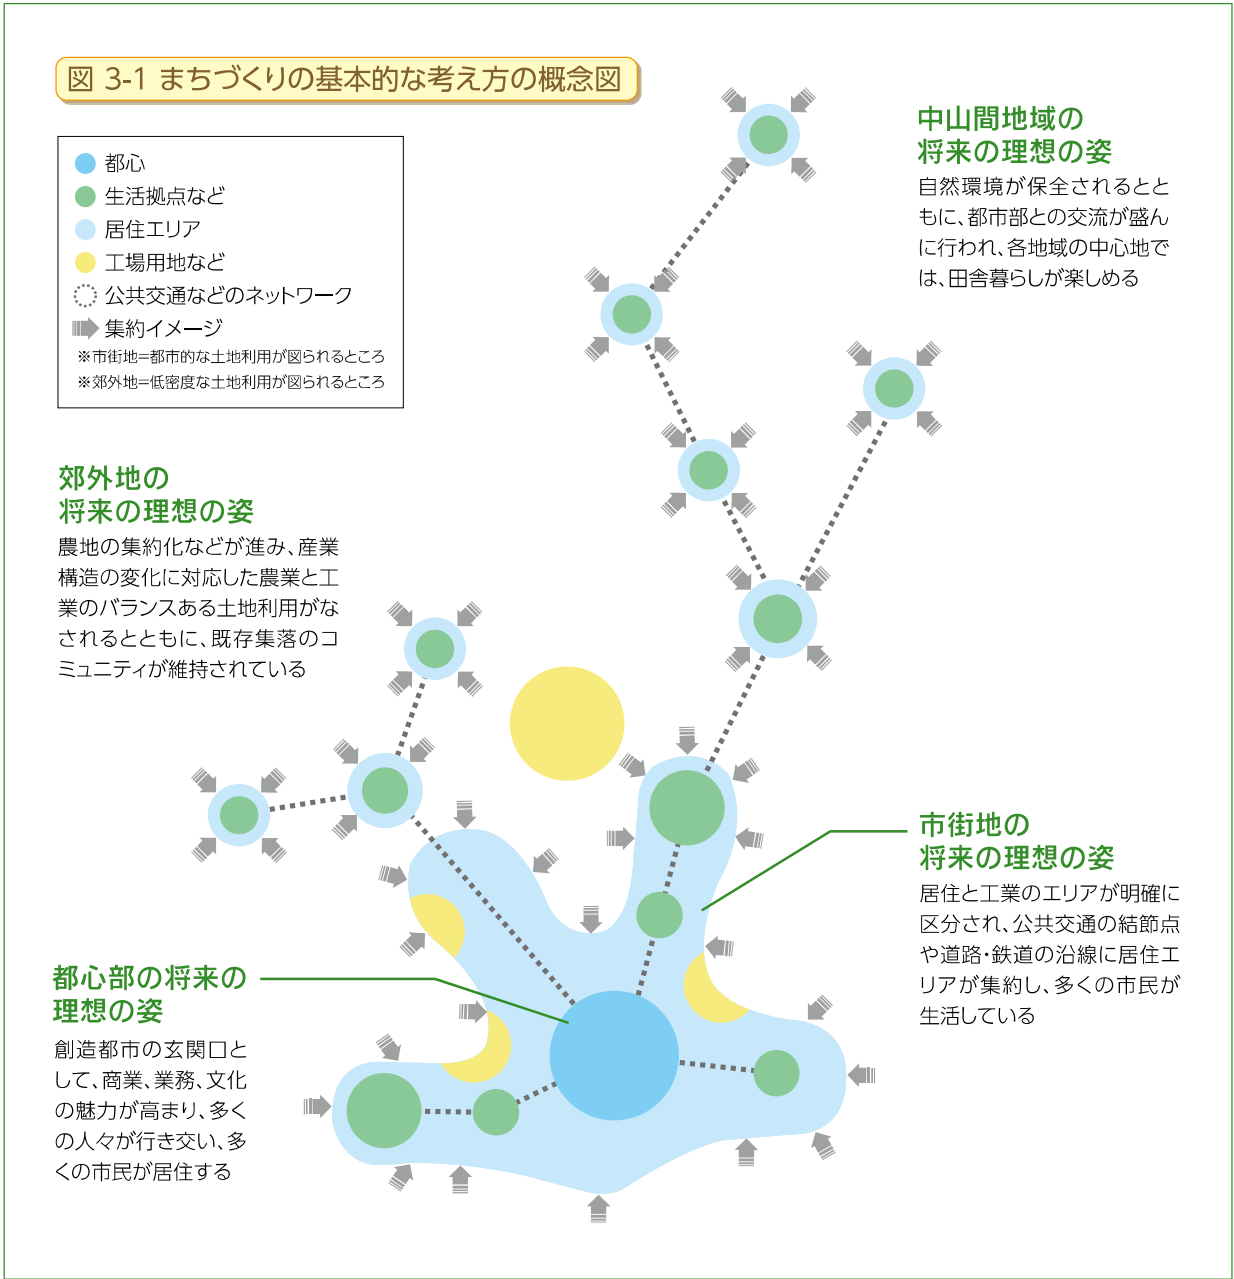 図 3-1 まちづくりの基本的な考え方の概念図
都心
生活拠点など
居住エリア
工場用地など
公共交通などのネットワーク
集約イメージ
※市街地=都市的な土地利用が図られるところ
※郊外地=低密度な土地利用が図られるところ
中山間地域の
将来の理想の姿
自然環境が保全されるとと
もに、都市部との交流が盛ん
に行われ、各地域の中心地で
は、田舎暮らしが楽しめる
郊外地の
将来の理想の姿
農地の集約化などが進み、産業
構造の変化に対応した農業と工
業のバランスある土地利用がな
されるとともに、既存集落のコ
ミュニティが維持されている
市街地の
将来の理想の姿
居住と工業のエリアが明確に
区分され、公共交通の結節点
や道路・鉄道の沿線に居住エ
リアが集約し、多くの市民が
生活している
都心部の将来の
理想の姿
創造都市の玄関口と
して、商業、業務、文化
の魅力が高まり、多く
の人々が行き交い、多
くの市民が居住する